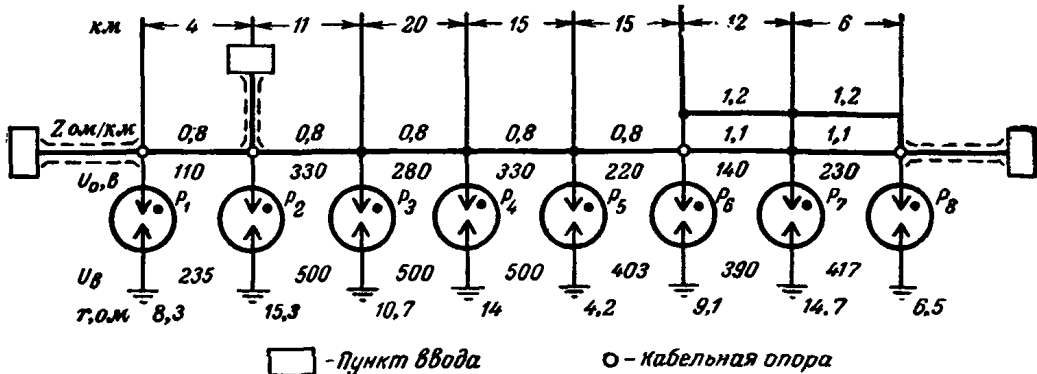 км 4 11 20 15 15 12 6
1,2 1,2
Z ом/км 0,8 0,8 0,8 0,8 0,8 1,1 1,1
U₀,в 110 330 280 330 220 140 230
P₁ P₂ P₃ P₄ P₅ P₆ P₇ P₈
Uв 235 500 500 500 403 390 417
r,ом 8,3 15,3 10,7 14 4,2 9,1 14,7 6,5
- Пункт ввода
- Кабельная опора